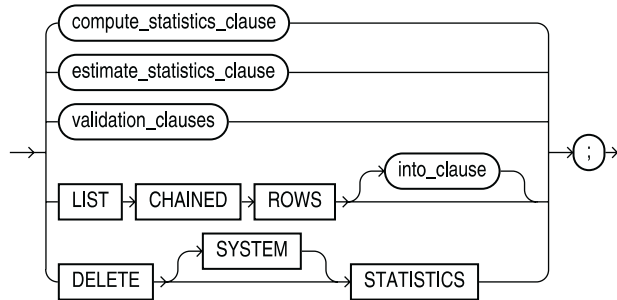 compute_statistics_clause
estimate_statistics_clause
validation_clauses
into_clause
LIST CHAINED ROWS
;
SYSTEM
DELETE STATISTICS